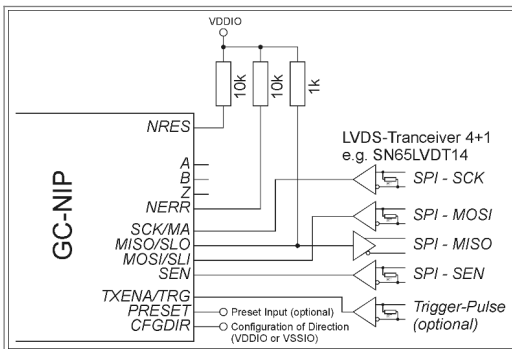 VDDIO
10k
10k
1k
NRES
LVDS-Tranceiver 4+1
e.g. SN65LVDT14
A
B
Z
NERR
GC-NIP
SCK/MA
MISO/SLO
MOSI/SLI
SEN
SPI - SCK
SPI - MOSI
SPI - MISO
SPI - SEN
TXENA/TRG
PRESET
CFGDIR
Preset Input (optional)
Configuration of Direction
(VDDIO or VSSIO)
Trigger-Pulse
(optional)